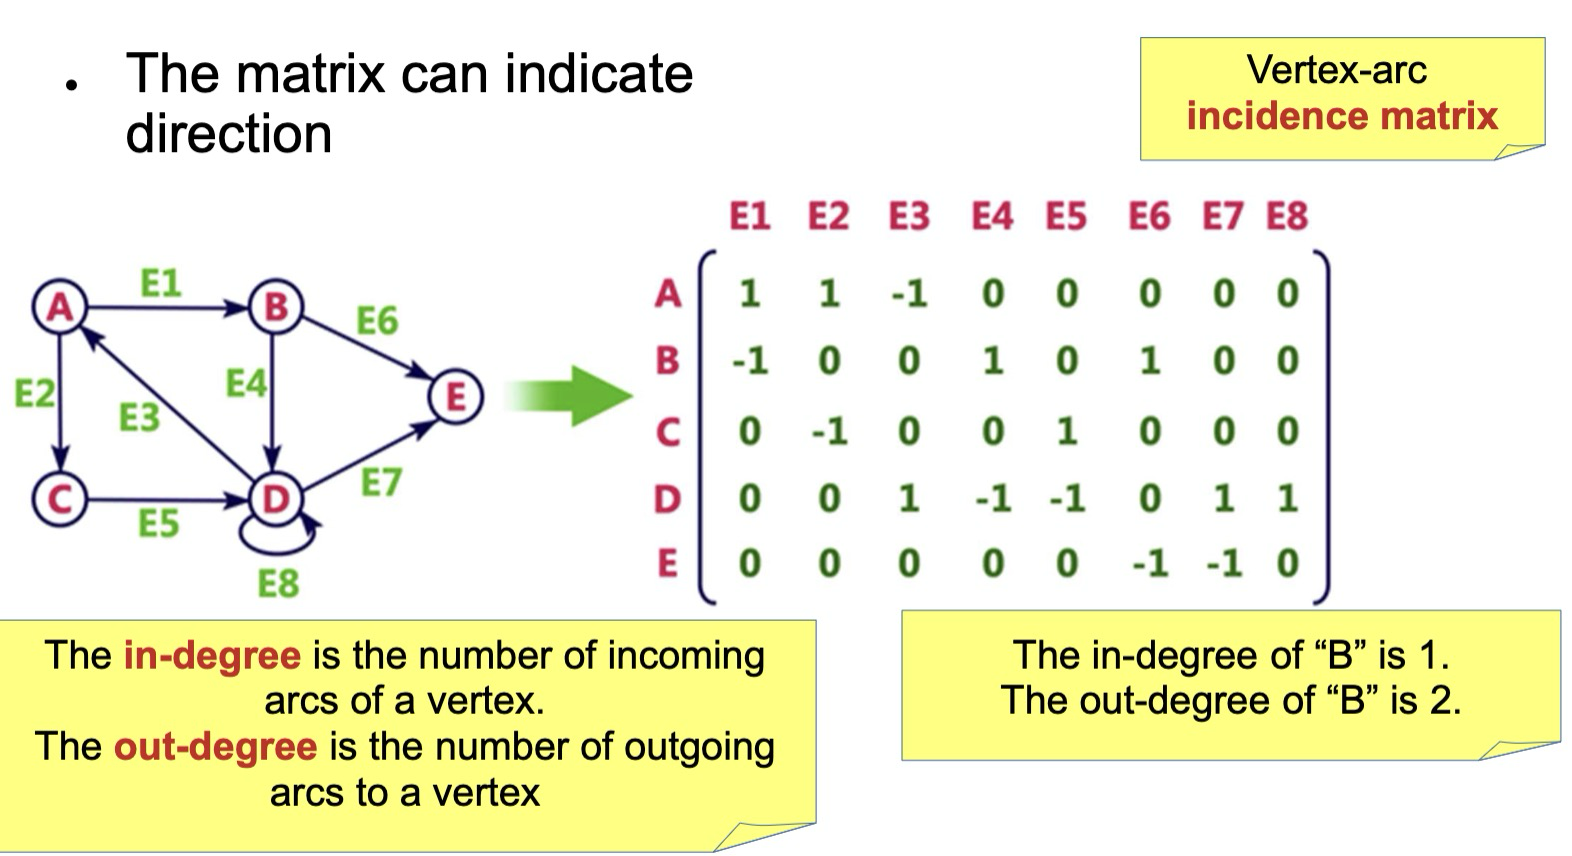 • The matrix can indicate
direction
Vertex-arc
incidence matrix
E1
A
B
E6
E2
E4
E3
E
C
D
E7
E5
E8
E1 E2 E3 E4 E5 E6 E7 E8
A 1 1 -1 0 0 0 0 0
B -1 0 0 1 0 1 0 0
C 0 -1 0 0 1 0 0 0
D 0 0 1 -1 -1 0 1 1
E 0 0 0 0 0 -1 -1 0
The in-degree is the number of incoming
arcs of a vertex.
The out-degree is the number of outgoing
arcs to a vertex
The in-degree of “B” is 1.
The out-degree of “B” is 2.